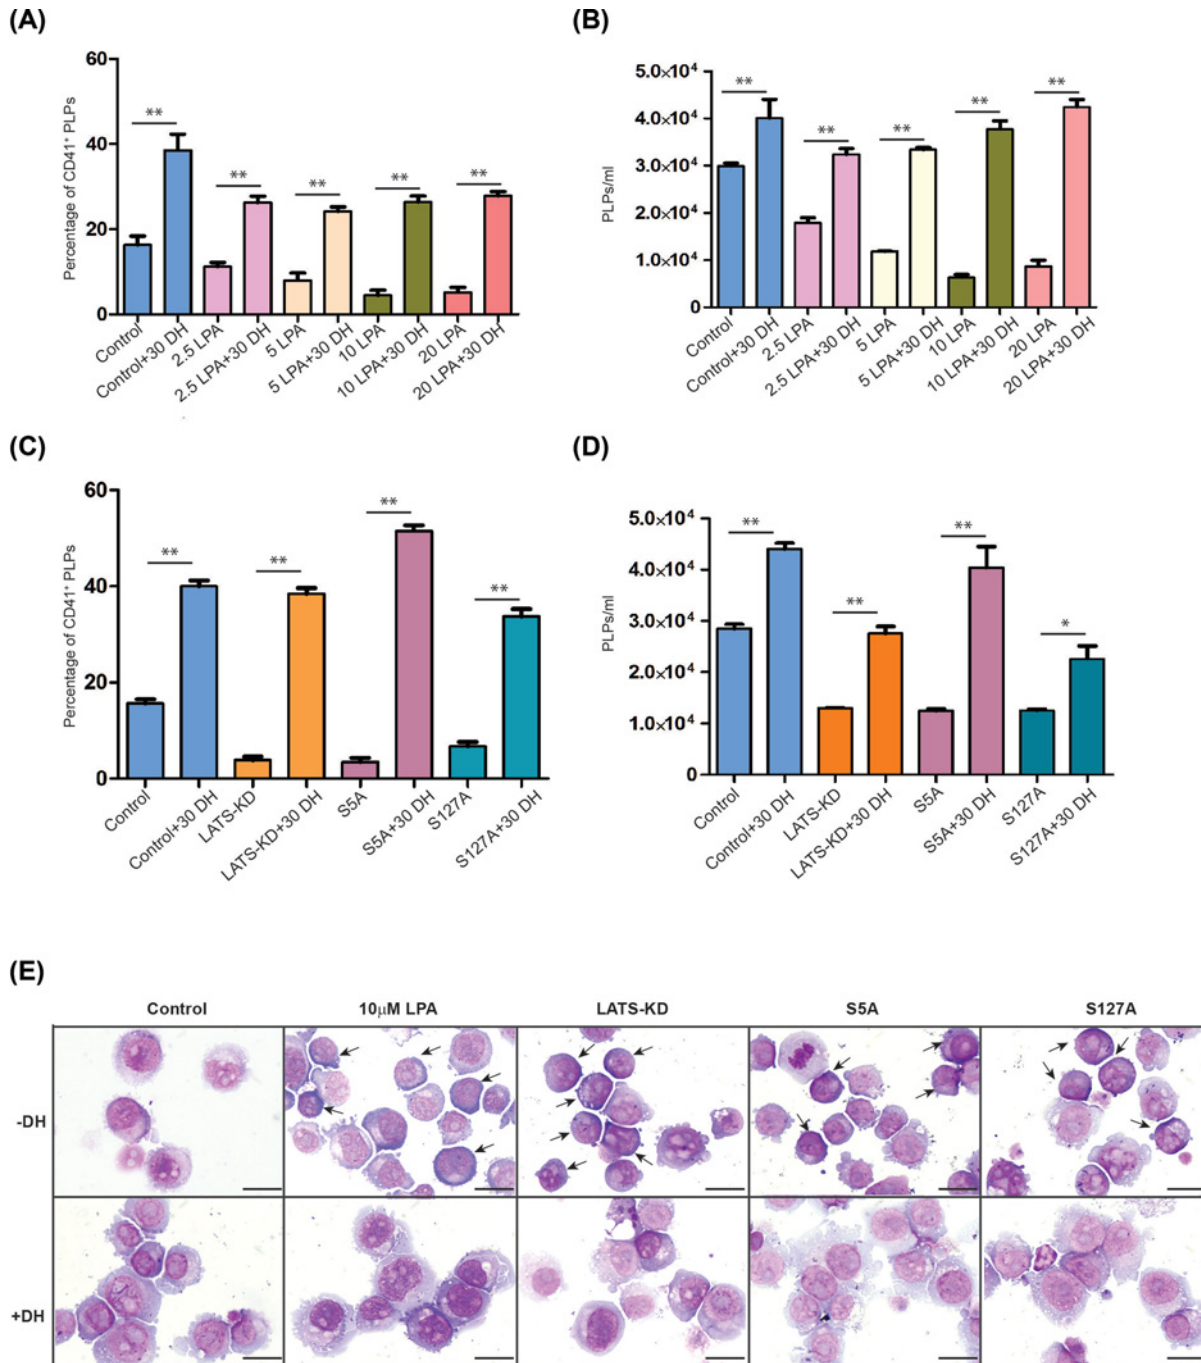 (A)
(B)
60
40
20
0
Percentage of CD41⁺ PLPs
**
**
**
**
**
Control
Control+30 DH
2.5 LPA
2.5 LPA+30 DH
5 LPA
5 LPA+30 DH
10 LPA
10 LPA+30 DH
20 LPA
20 LPA+30 DH
5.0×10⁴
4.0×10⁴
3.0×10⁴
2.0×10⁴
1.0×10⁴
0
PLPs/ml
**
**
**
**
**
Control
Control+30 DH
2.5 LPA
2.5 LPA+30 DH
5 LPA
5 LPA+30 DH
10 LPA
10 LPA+30 DH
20 LPA
20 LPA+30 DH
(C)
(D)
60
40
20
0
Percentage of CD41⁺ PLPs
**
**
**
**
Control
Control+30 DH
LATS-KD
LATS-KD+30 DH
S5A
S5A+30 DH
S127A
S127A+30 DH
5.0×10⁴
4.0×10⁴
3.0×10⁴
2.0×10⁴
1.0×10⁴
0
PLPs/ml
**
**
**
*
Control
Control+30 DH
LATS-KD
LATS-KD+30 DH
S5A
S5A+30 DH
S127A
S127A+30 DH
(E)
Control 10μM LPA LATS-KD S5A S127A
-DH
+DH